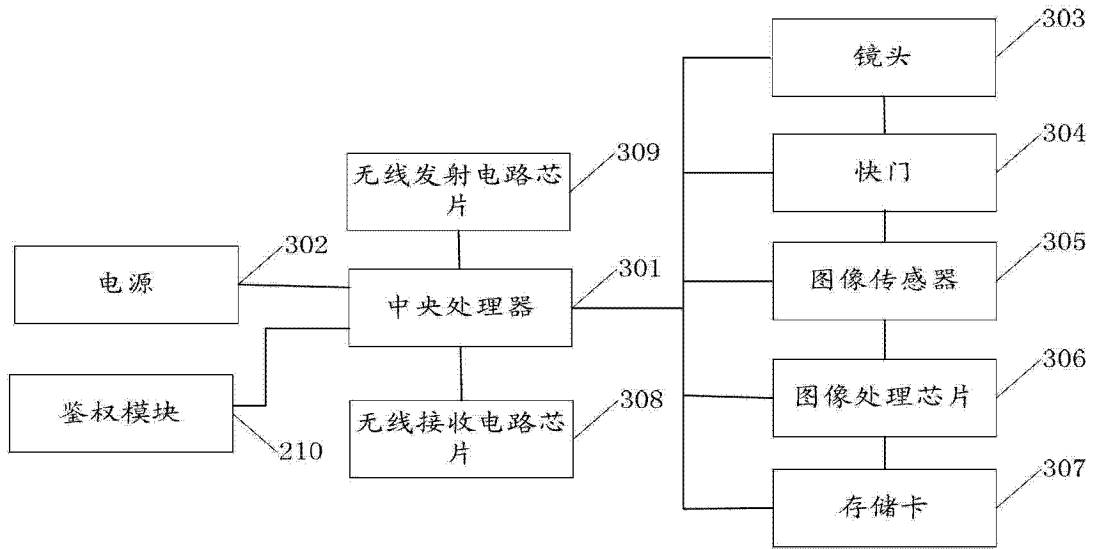 303
镜头
304
快门
309
无线发射电路芯
片
302
电源
301
中央处理器
305
图像传感器
306
图像处理芯片
鉴权模块
210
308
无线接收电路芯
片
307
存储卡